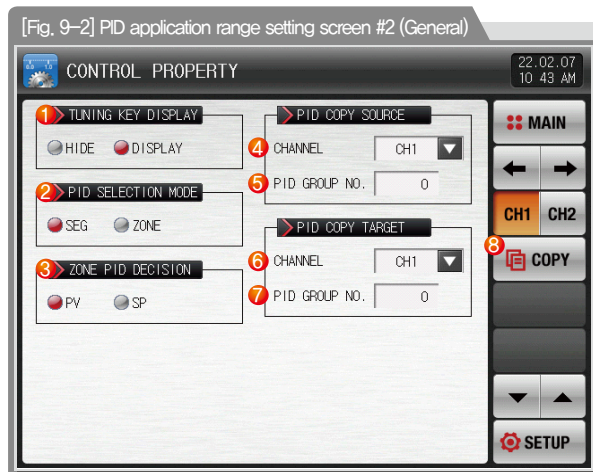 [Fig. 9-2] PID application range setting screen #2 (General)
CONTROL PROPERTY
22.02.07
10 43 AM
1 TUNING KEY DISPLAY
HIDE DISPLAY
2 PID SELECTION MODE
SEG ZONE
3 ZONE PID DECISION
PV SP
PID COPY SOURCE
4 CHANNEL CH1
5 PID GROUP NO. 0
PID COPY TARGET
6 CHANNEL CH1
7 PID GROUP NO. 0
MAIN
CH1 CH2
8 COPY
SETUP